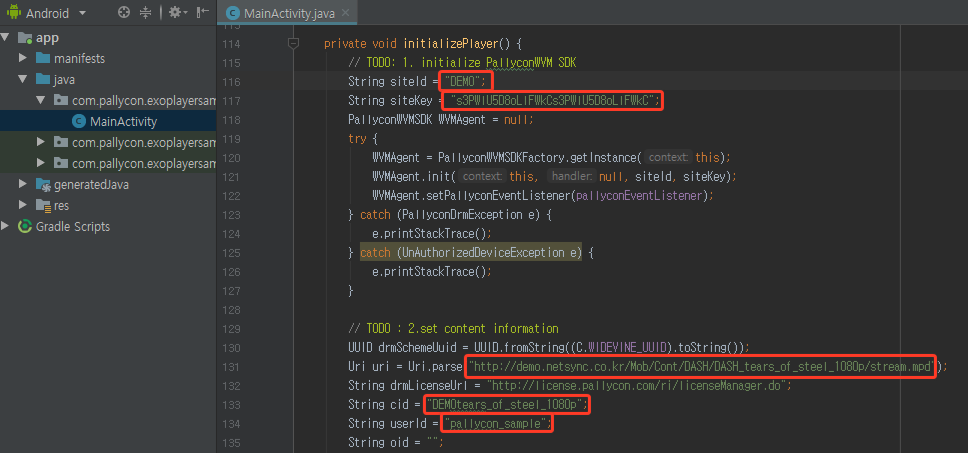 Android
app
manifests
java
com.pallycon.exoplayersam
MainActivity
com.pallycon.exoplayersam
com.pallycon.exoplayersam
generatedJava
res
Gradle Scripts
MainActivity.java
113
114 private void initializePlayer() {
115 // TODO: 1. initialize PallyconWVM SDK
116 String siteId = "DEMO";
117 String siteKey = "s3PWlU5D8oLlFWkCs3PWlU5D8oLlFWkC";
118 PallyconWVMSDK WVMAgent = null;
119 try {
120 WVMAgent = PallyconWVMSDKFactory.getInstance( context: this);
121 WVMAgent.init( context: this, handler: null, siteId, siteKey);
122 WVMAgent.setPallyconEventListener(pallyconEventListener);
123 } catch (PallyconDrmException e) {
124 e.printStackTrace();
125 } catch (UnAuthorizedDeviceException e) {
126 e.printStackTrace();
127 }
128
129 // TODO : 2.set content information
130 UUID drmSchemeUuid = UUID.fromString((C.WIDEVINE_UUID).toString());
131 Uri uri = Uri.parse("http://demo.netsync.co.kr/Mob/Cont/DASH/DASH_tears_of_steel_1080p/stream.mpd");
132 String drmLicenseUrl = "http://license.pallycon.com/ri/licenseManager.do";
133 String cid = "DEMOtears_of_steel_1080p";
134 String userId = "pallycon_sample";
135 String oid = "";